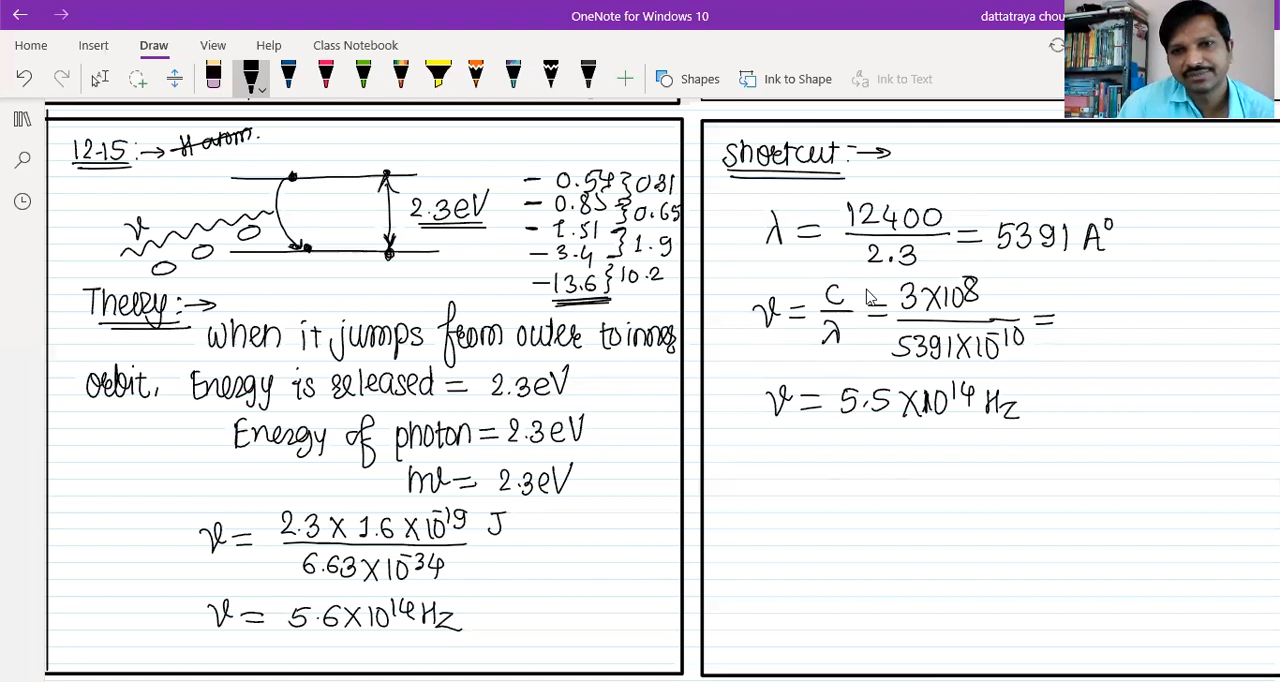 OneNote for Windows 10
dattatraya chou
Home Insert Draw View Help Class Notebook
Shapes Ink to Shape Ink to Text
12-15:→ H atom.
2.3eV
ν
- 0.54 } 0.31
- 0.85 } 0.65
- 1.51 } 1.9
- 3.4 } 10.2
- 13.6
Theory:→
when it jumps from outer to inner
orbit. Energy is released = 2.3eV
Energy of photon = 2.3eV
hν = 2.3eV
ν = 2.3 X 1.6 X 10⁻¹⁹ J / 6.63 X 10⁻³⁴
ν = 5.6 X 10¹⁴ Hz
Shortcut:→
λ = 12400 / 2.3 = 5391 A⁰
ν = C / λ = 3 X 10⁸ / 5391 X 10⁻¹⁰ =
ν = 5.5 X 10¹⁴ Hz